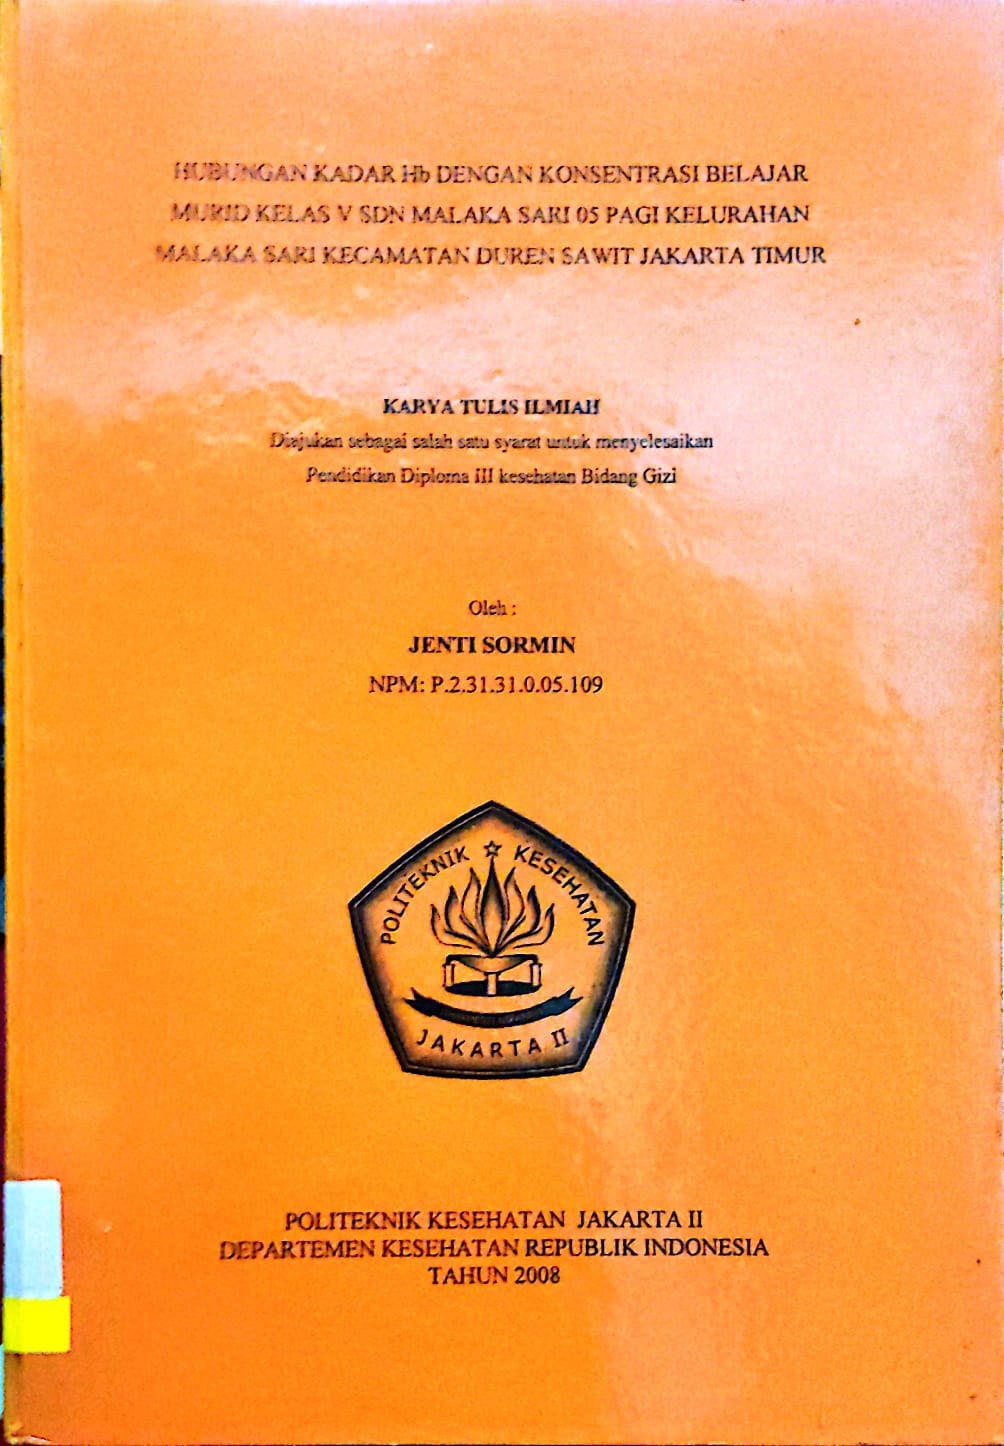 HUBUNGAN KADAR Hb DENGAN KONSENTRASI BELAJAR
MURID KELAS V SDN MALAKA SARI 05 PAGI KELURAHAN
MALAKA SARI KECAMATAN DUREN SAWIT JAKARTA TIMUR
KARYA TULIS ILMIAH
Diajukan sebagai salah satu syarat untuk menyelesaikan
Pendidikan Diploma III kesehatan Bidang Gizi
Oleh :
JENTI SORMIN
NPM: P.2.31.31.0.05.109
POLITEKNIK KESEHATAN
JAKARTA II
POLITEKNIK KESEHATAN JAKARTA II
DEPARTEMEN KESEHATAN REPUBLIK INDONESIA
TAHUN 2008